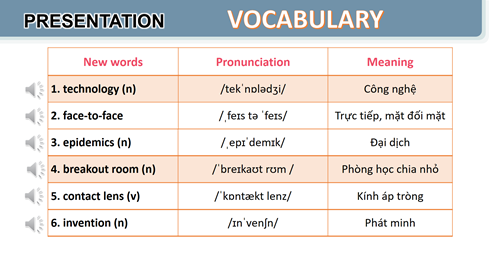 PRESENTATION VOCABULARY
New words Pronunciation Meaning
1. technology (n) /tekˈnɒlədʒi/ Công nghệ
2. face-to-face /ˌfeɪs tə ˈfeɪs/ Trực tiếp, mặt đối mặt
3. epidemics (n) /ˌepɪˈdemɪk/ Đại dịch
4. breakout room (n) /ˈbreɪkaʊt rʊm / Phòng học chia nhỏ
5. contact lens (v) /ˈkɒntækt lenz/ Kính áp tròng
6. invention (n) /ɪnˈvenʃn/ Phát minh